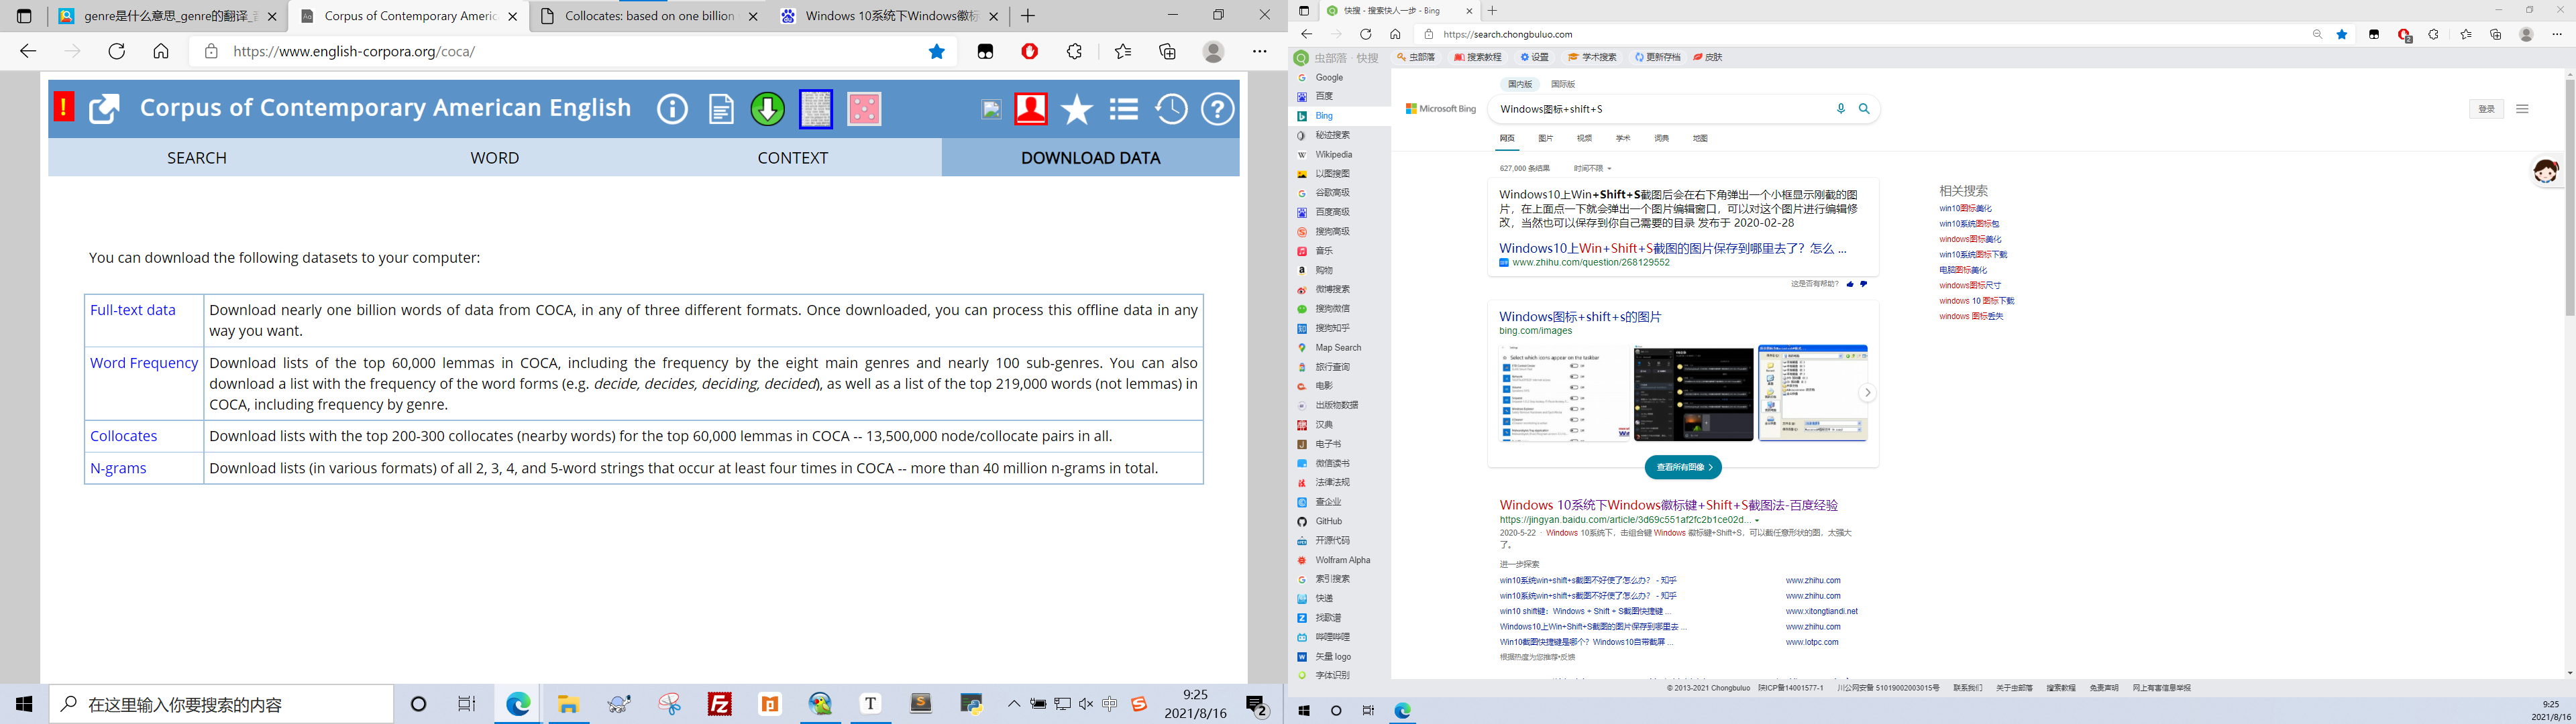 genre是什么意思_genre的翻译_
Corpus of Contemporary Americ
Collocates: based on one billion
Windows 10系统下Windows徽标
https://www.english-corpora.org/coca/
Corpus of Contemporary American English
SEARCH
WORD
CONTEXT
DOWNLOAD DATA
You can download the following datasets to your computer:
Full-text data
Download nearly one billion words of data from COCA, in any of three different formats. Once downloaded, you can process this offline data in any
way you want.
Word Frequency
Download lists of the top 60,000 lemmas in COCA, including the frequency by the eight main genres and nearly 100 sub-genres. You can also
download a list with the frequency of the word forms (e.g. decide, decides, deciding, decided), as well as a list of the top 219,000 words (not lemmas) in
COCA, including frequency by genre.
Collocates
Download lists with the top 200-300 collocates (nearby words) for the top 60,000 lemmas in COCA -- 13,500,000 node/collocate pairs in all.
N-grams
Download lists (in various formats) of all 2, 3, 4, and 5-word strings that occur at least four times in COCA -- more than 40 million n-grams in total.
在这里输入你要搜索的内容
中
9:25
2021/8/16
2
快搜 - 搜索快人一步 - Bing
https://search.chongbuluo.com
虫部落 · 快搜
虫部落
搜索教程
设置
学术搜索
更新存档
皮肤
Google
百度
Bing
秘迹搜索
Wikipedia
以图搜图
谷歌高级
百度高级
搜狗高级
音乐
购物
微博搜索
搜狗微信
搜狗知乎
Map Search
旅行查询
电影
出版物数据
汉典
电子书
微信读书
法律法规
查企业
GitHub
开源代码
Wolfram Alpha
索引搜索
快递
找歌谱
哔哩哔哩
矢量 logo
字体识别
国内版
国际版
Microsoft Bing
Windows图标+shift+S
登录
网页
图片
视频
学术
词典
地图
627,000 条结果
时间不限
Windows10上Win+Shift+S截图后会在右下角弹出一个小框显示刚截的图
片，在上面点一下就会弹出一个图片编辑窗口，可以对这个图片进行编辑修
改，当然也可以保存到你自己需要的目录 发布于 2020-02-28
Windows10上Win+Shift+S截图的图片保存到哪里去了？怎么 ...
www.zhihu.com/question/268129552
这是否有帮助?
Windows图标+shift+s的图片
bing.com/images
Select which icons appear on the taskbar
查看所有图像
Windows 10系统下Windows徽标键+Shift+S截图法-百度经验
https://jingyan.baidu.com/article/3d69c551af2fc2b1ce02d...
2020-5-22 · Windows 10系统下，由组合键 Windows 徽标键+Shift+S，可以截任意形状的图，太强大
了。
进一步探索
win10系统win+shift+s截图不好使了怎么办？ - 知乎
www.zhihu.com
win10系统win+shift+s截图不好使了怎么办？ - 知乎
www.zhihu.com
win10 shift键：Windows + Shift + S截图快捷键 ...
www.xitongtiandi.net
Windows10上Win+Shift+S截图的图片保存到哪里去 ...
www.zhihu.com
Win10截图快捷键是哪个？Windows10自带截屏 ...
www.lotpc.com
根据热度为您推荐•反馈
相关搜索
win10图标美化
win10系统图标包
windows图标美化
win10系统图标下载
电脑图标美化
windows图标尺寸
windows 10 图标下载
windows 图标丢失
© 2013-2021 Chongbuluo
陕ICP备14001577-1
川公网安备 51019002003015号
联系我们
关于虫部落
搜索教程
免责声明
网上有害信息举报
9:25
2021/8/16